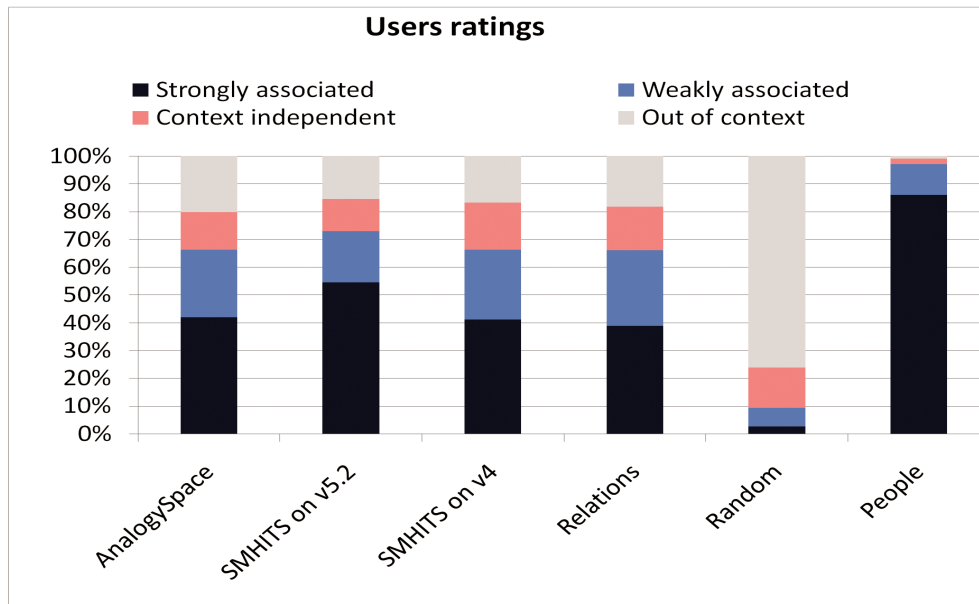 Users ratings
Strongly associated
Weakly associated
Context independent
Out of context
100%
90%
80%
70%
60%
50%
40%
30%
20%
10%
0%
AnalogySpace
SMHITS on v5.2
SMHITS on v4
Relations
Random
People